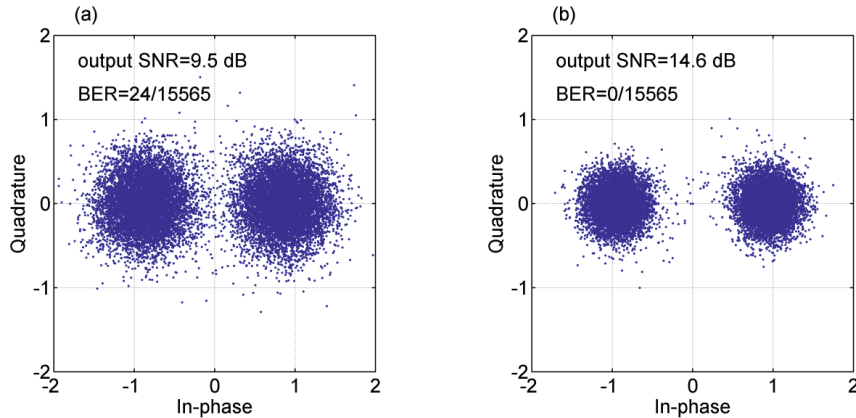 (a)
output SNR=9.5 dB
BER=24/15565
2
1
0
-1
-2
Quadrature
-2 -1 0 1 2
In-phase
(b)
output SNR=14.6 dB
BER=0/15565
2
1
0
-1
-2
Quadrature
-2 -1 0 1 2
In-phase